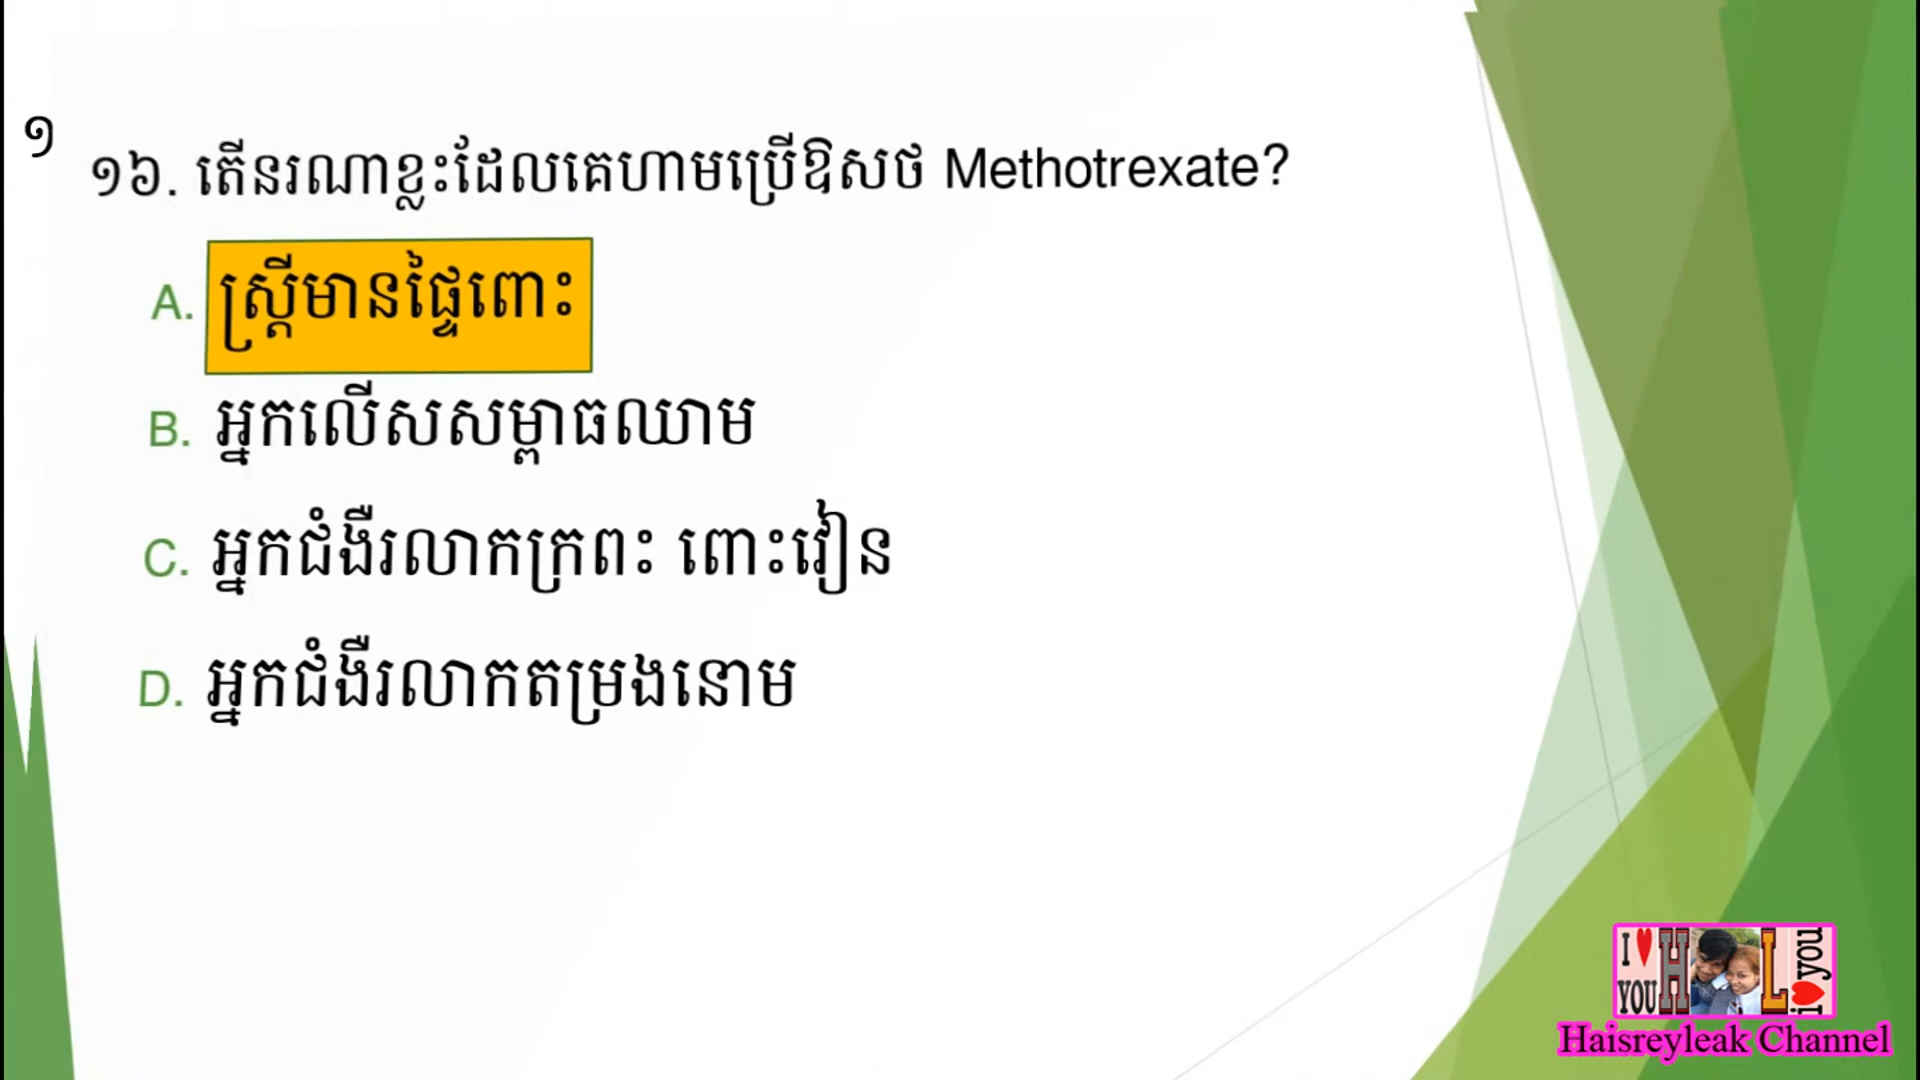 ១
១៦. តើនរណាខ្លះដែលគេហាមប្រើឱសថ Methotrexate?
A. ស្ត្រីមានផ្ទៃពោះ
B. អ្នកលើសសម្ពាធឈាម
C. អ្នកជំងឺរលាកក្រពះ ពោះវៀន
D. អ្នកជំងឺរលាកតម្រងនោម
I ♥ YOU H L i ♥ you
Haisreyleak Channel